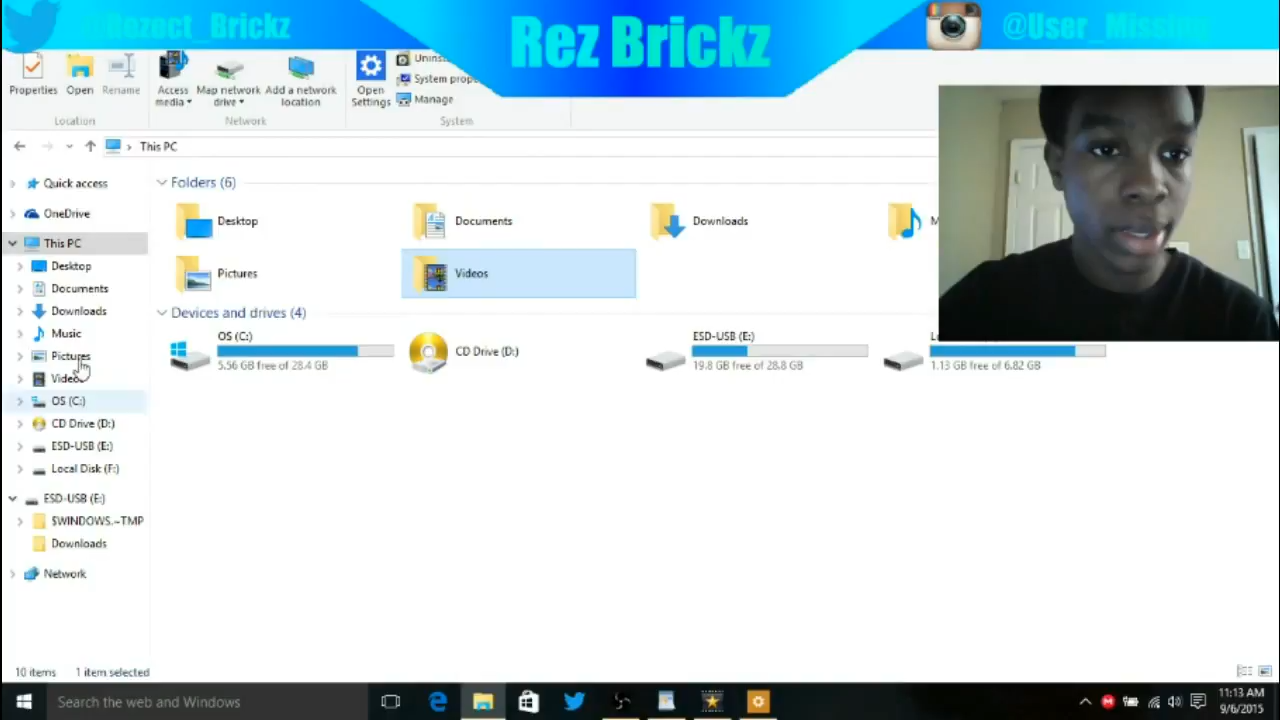 @Rezect_Brickz
Rez Brickz
@User_Missing
Properties
Open
Rename
Access media
Map network drive
Add a network location
Open Settings
System prope
Manage
Location
Network
System
This PC
Quick access
OneDrive
This PC
Desktop
Documents
Downloads
Music
Pictures
Videos
OS (C:)
CD Drive (D:)
ESD-USB (E:)
Local Disk (F:)
ESD-USB (E:)
$WINDOWS.~TMP
Downloads
Network
Folders (6)
Desktop
Documents
Downloads
M
Pictures
Videos
Devices and drives (4)
OS (C:)
5.56 GB free of 28.4 GB
CD Drive (D:)
ESD-USB (E:)
19.8 GB free of 28.8 GB
1.13 GB free of 6.82 GB
10 items
1 item selected
Search the web and Windows
11:13 AM
9/6/2015